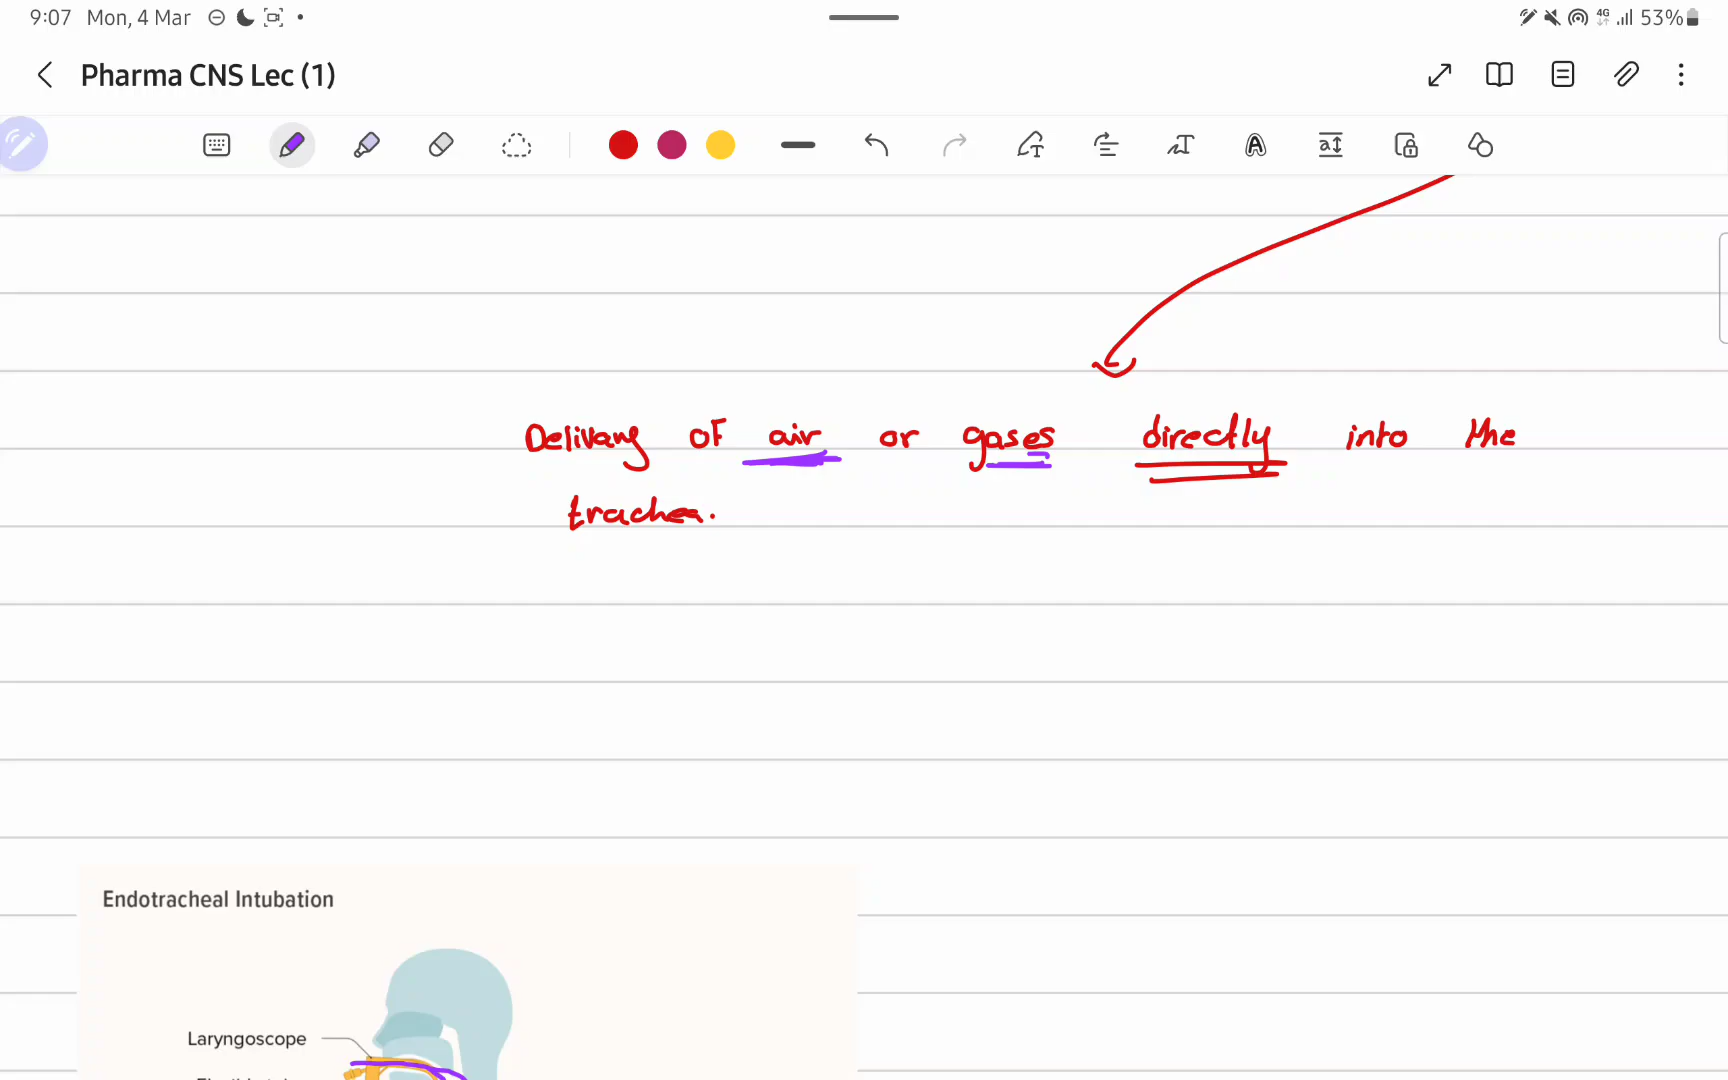 9:07 Mon, 4 Mar
4G 53%
Pharma CNS Lec (1)
Delivary of air or gases directly into the
trachea.
Endotracheal Intubation
Laryngoscope